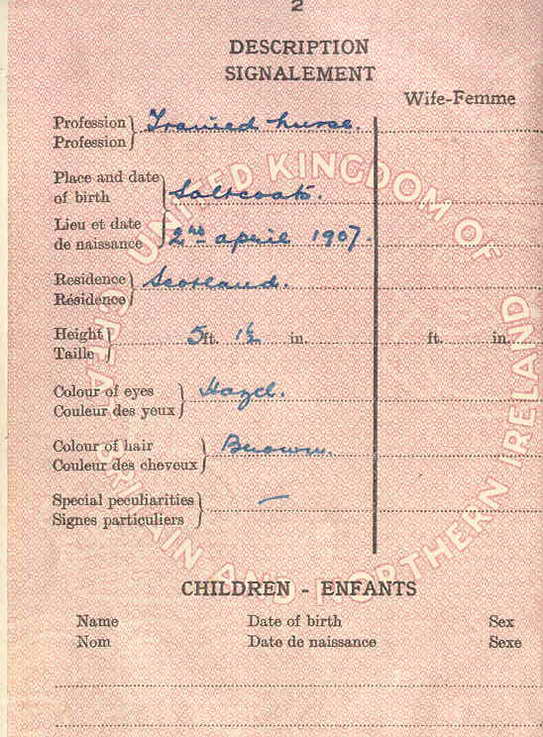 2
DESCRIPTION
SIGNALEMENT
Wife-Femme
Profession } Trained nurse.
Profession
Place and date
of birth } Saltcoats.
Lieu et date
de naissance } 2nd april 1907.
Residence } Scotland.
Résidence
Height } 5 ft. 1½ in. ft. in.
Taille
Colour of eyes } Hazel.
Couleur des yeux
Colour of hair } Brown.
Couleur des cheveux
Special peculiarities } —
Signes particuliers
UNITED KINGDOM OF
GREAT BRITAIN AND NORTHERN IRELAND
CHILDREN - ENFANTS
Name Date of birth Sex
Nom Date de naissance Sexe